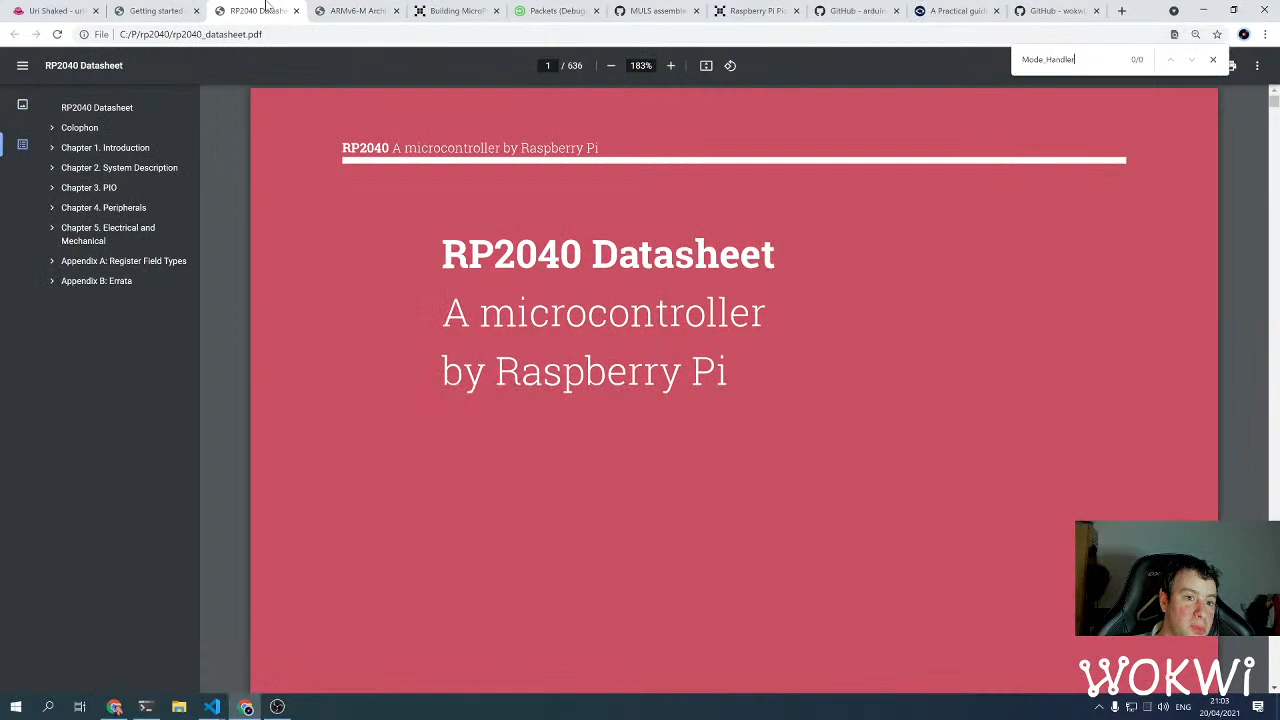 Uri Shaked - u
Getting started
RP2040 Datash
ARMv6-M Archi
Building MicroP
Packets (Debug
MULS assemble
Raspberry Pi Pi
GitHub - arduin
A Practical guid
GitHub - wokwi
File
C:/P/rp2040/rp2040_datasheet.pdf
Mode_Handler
0/0
RP2040 Datasheet
1 / 636
183%
RP2040 Datasheet
Colophon
Chapter 1. Introduction
Chapter 2. System Description
Chapter 3. PIO
Chapter 4. Peripherals
Chapter 5. Electrical and
Mechanical
Appendix A: Register Field Types
Appendix B: Errata
RP2040 A microcontroller by Raspberry Pi
RP2040 Datasheet
A microcontroller
by Raspberry Pi
WOKWi
ENG
21:03
20/04/2021